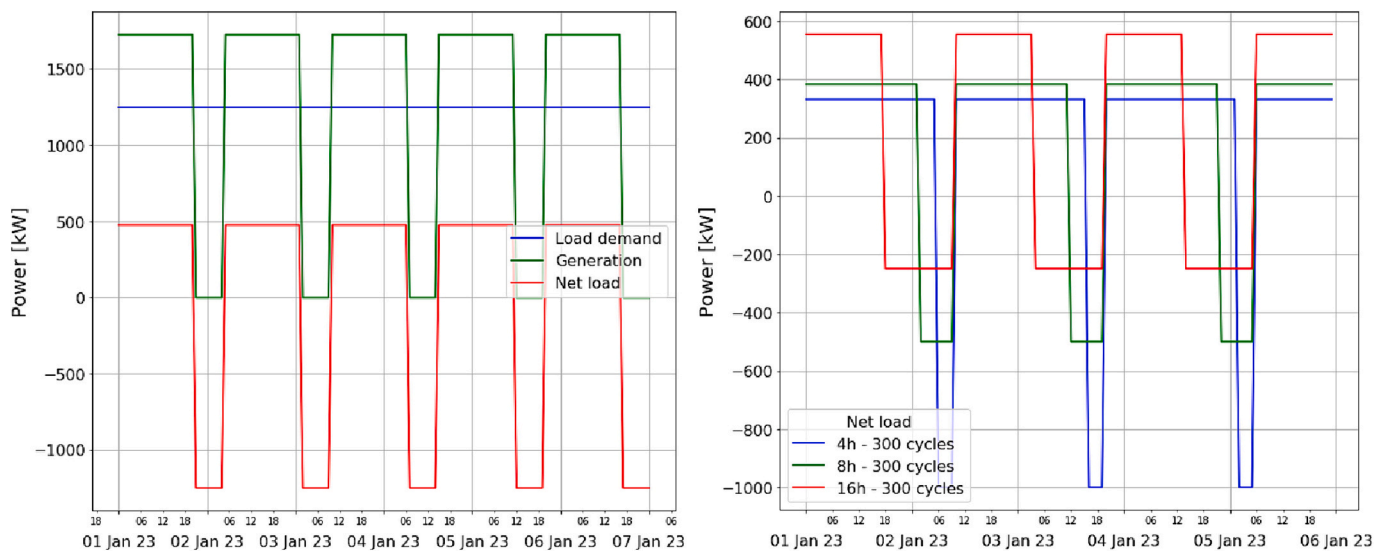 Power [kW]
1500
1000
500
0
−500
−1000
Load demand
Generation
Net load
18 06 12 18 06 12 18 06 12 18 06 12 18 06 12 18 06 12 18 06
01 Jan 23 02 Jan 23 03 Jan 23 04 Jan 23 05 Jan 23 06 Jan 23 07 Jan 23
Power [kW]
600
400
200
0
−200
−400
−600
−800
−1000
Net load
4h - 300 cycles
8h - 300 cycles
16h - 300 cycles
06 12 18 06 12 18 06 12 18 06 12 18 06 12 18
01 Jan 23 02 Jan 23 03 Jan 23 04 Jan 23 05 Jan 23 06 Jan 23